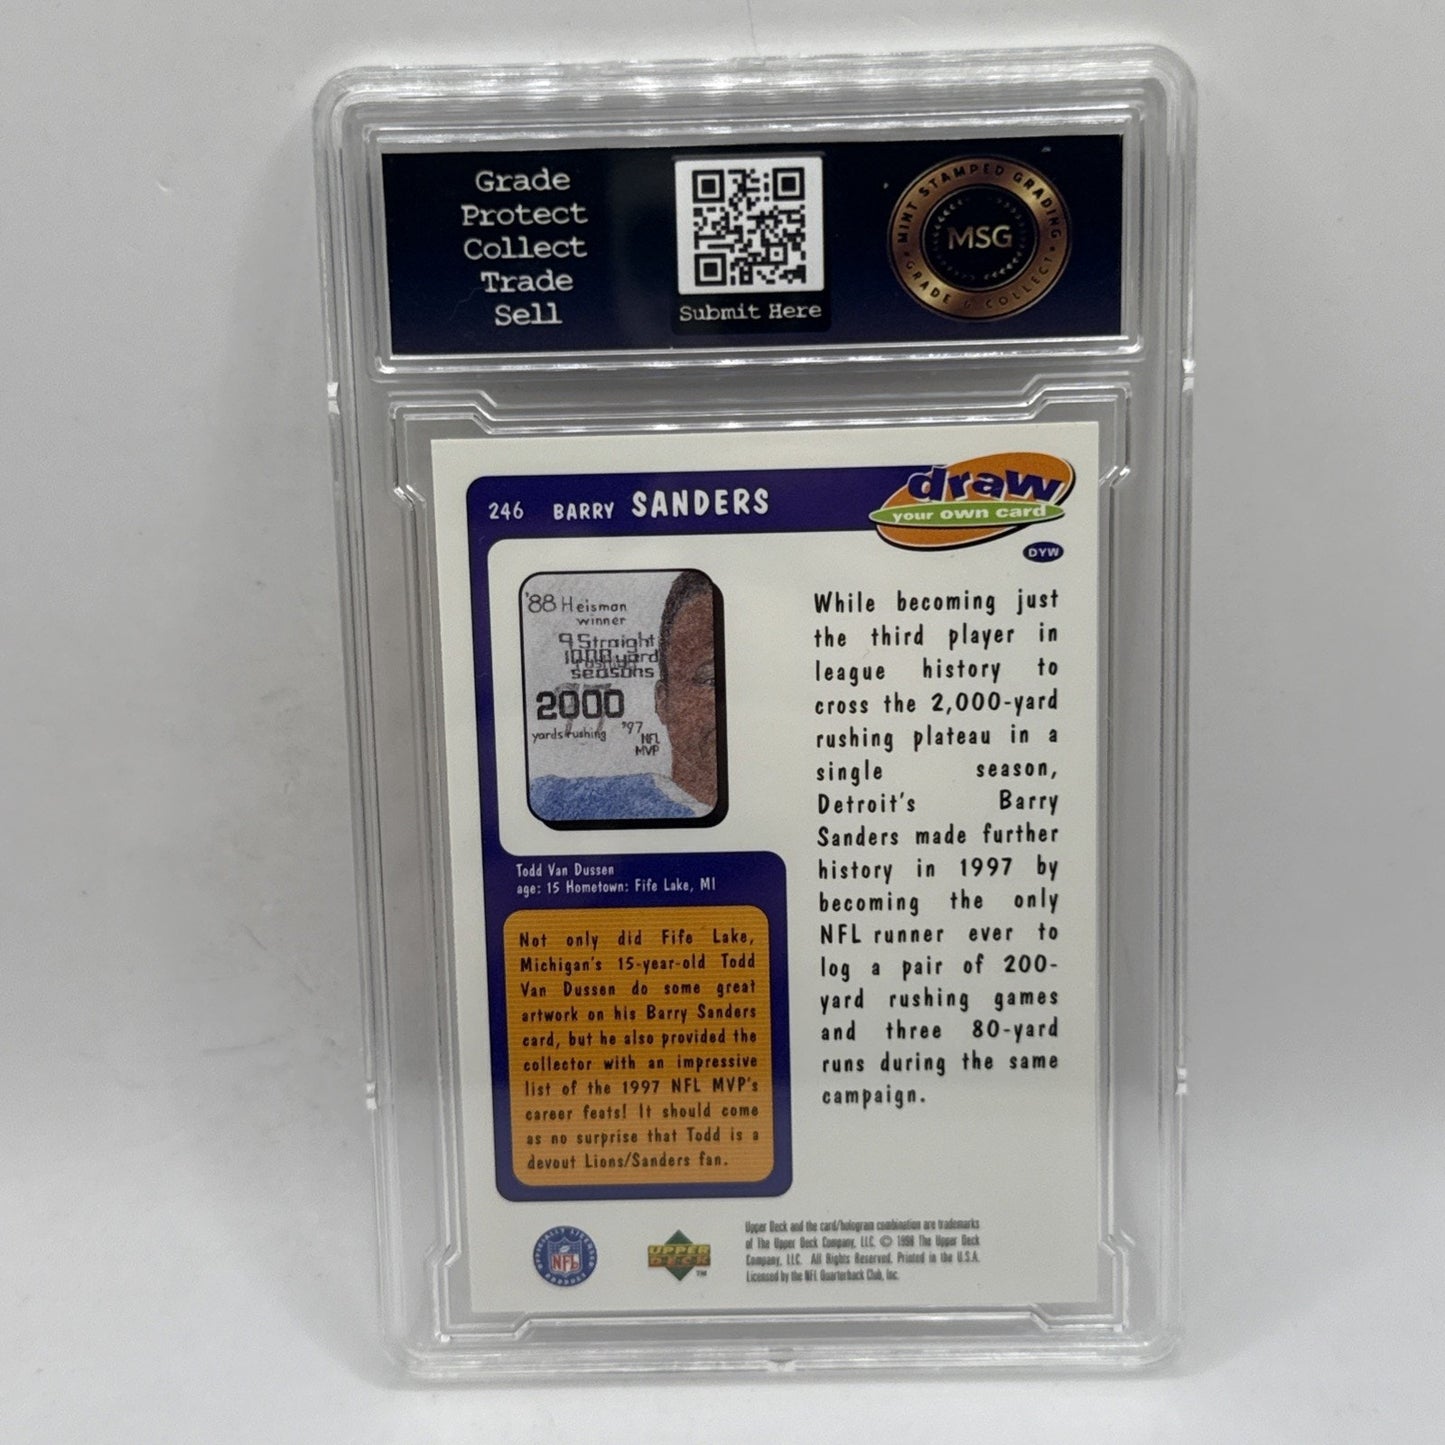 Grade
Protect
Collect
Trade
Sell
Submit Here
MINT STAMPED GRADING
MSG
GRADE & COLLECT
246 BARRY SANDERS
draw
your own card
DYW
'88 Heisman
winner
9 Straight
1000 yard
seasons
2000
yards rushing
'97
NFL
MVP
Todd Van Dussen
age: 15 Hometown: Fife Lake, MI
Not only did Fife Lake,
Michigan's 15-year-old Todd
Van Dussen do some great
artwork on his Barry Sanders
card, but he also provided the
collector with an impressive
list of the 1997 NFL MVP's
career feats! It should come
as no surprise that Todd is a
devout Lions/Sanders fan.
While becoming just
the third player in
league history to
cross the 2,000-yard
rushing plateau in a
single season,
Detroit's Barry
Sanders made further
history in 1997 by
becoming the only
NFL runner ever to
log a pair of 200-
yard rushing games
and three 80-yard
runs during the same
campaign.
OFFICIALLY LICENSED
NFL
PRODUCT
UPPER
DECK
TM
Upper Deck and the card/hologram combination are trademarks
of The Upper Deck Company, LLC. © 1998 The Upper Deck
Company, LLC. All Rights Reserved. Printed in the U.S.A.
Licensed by the NFL Quarterback Club, Inc.